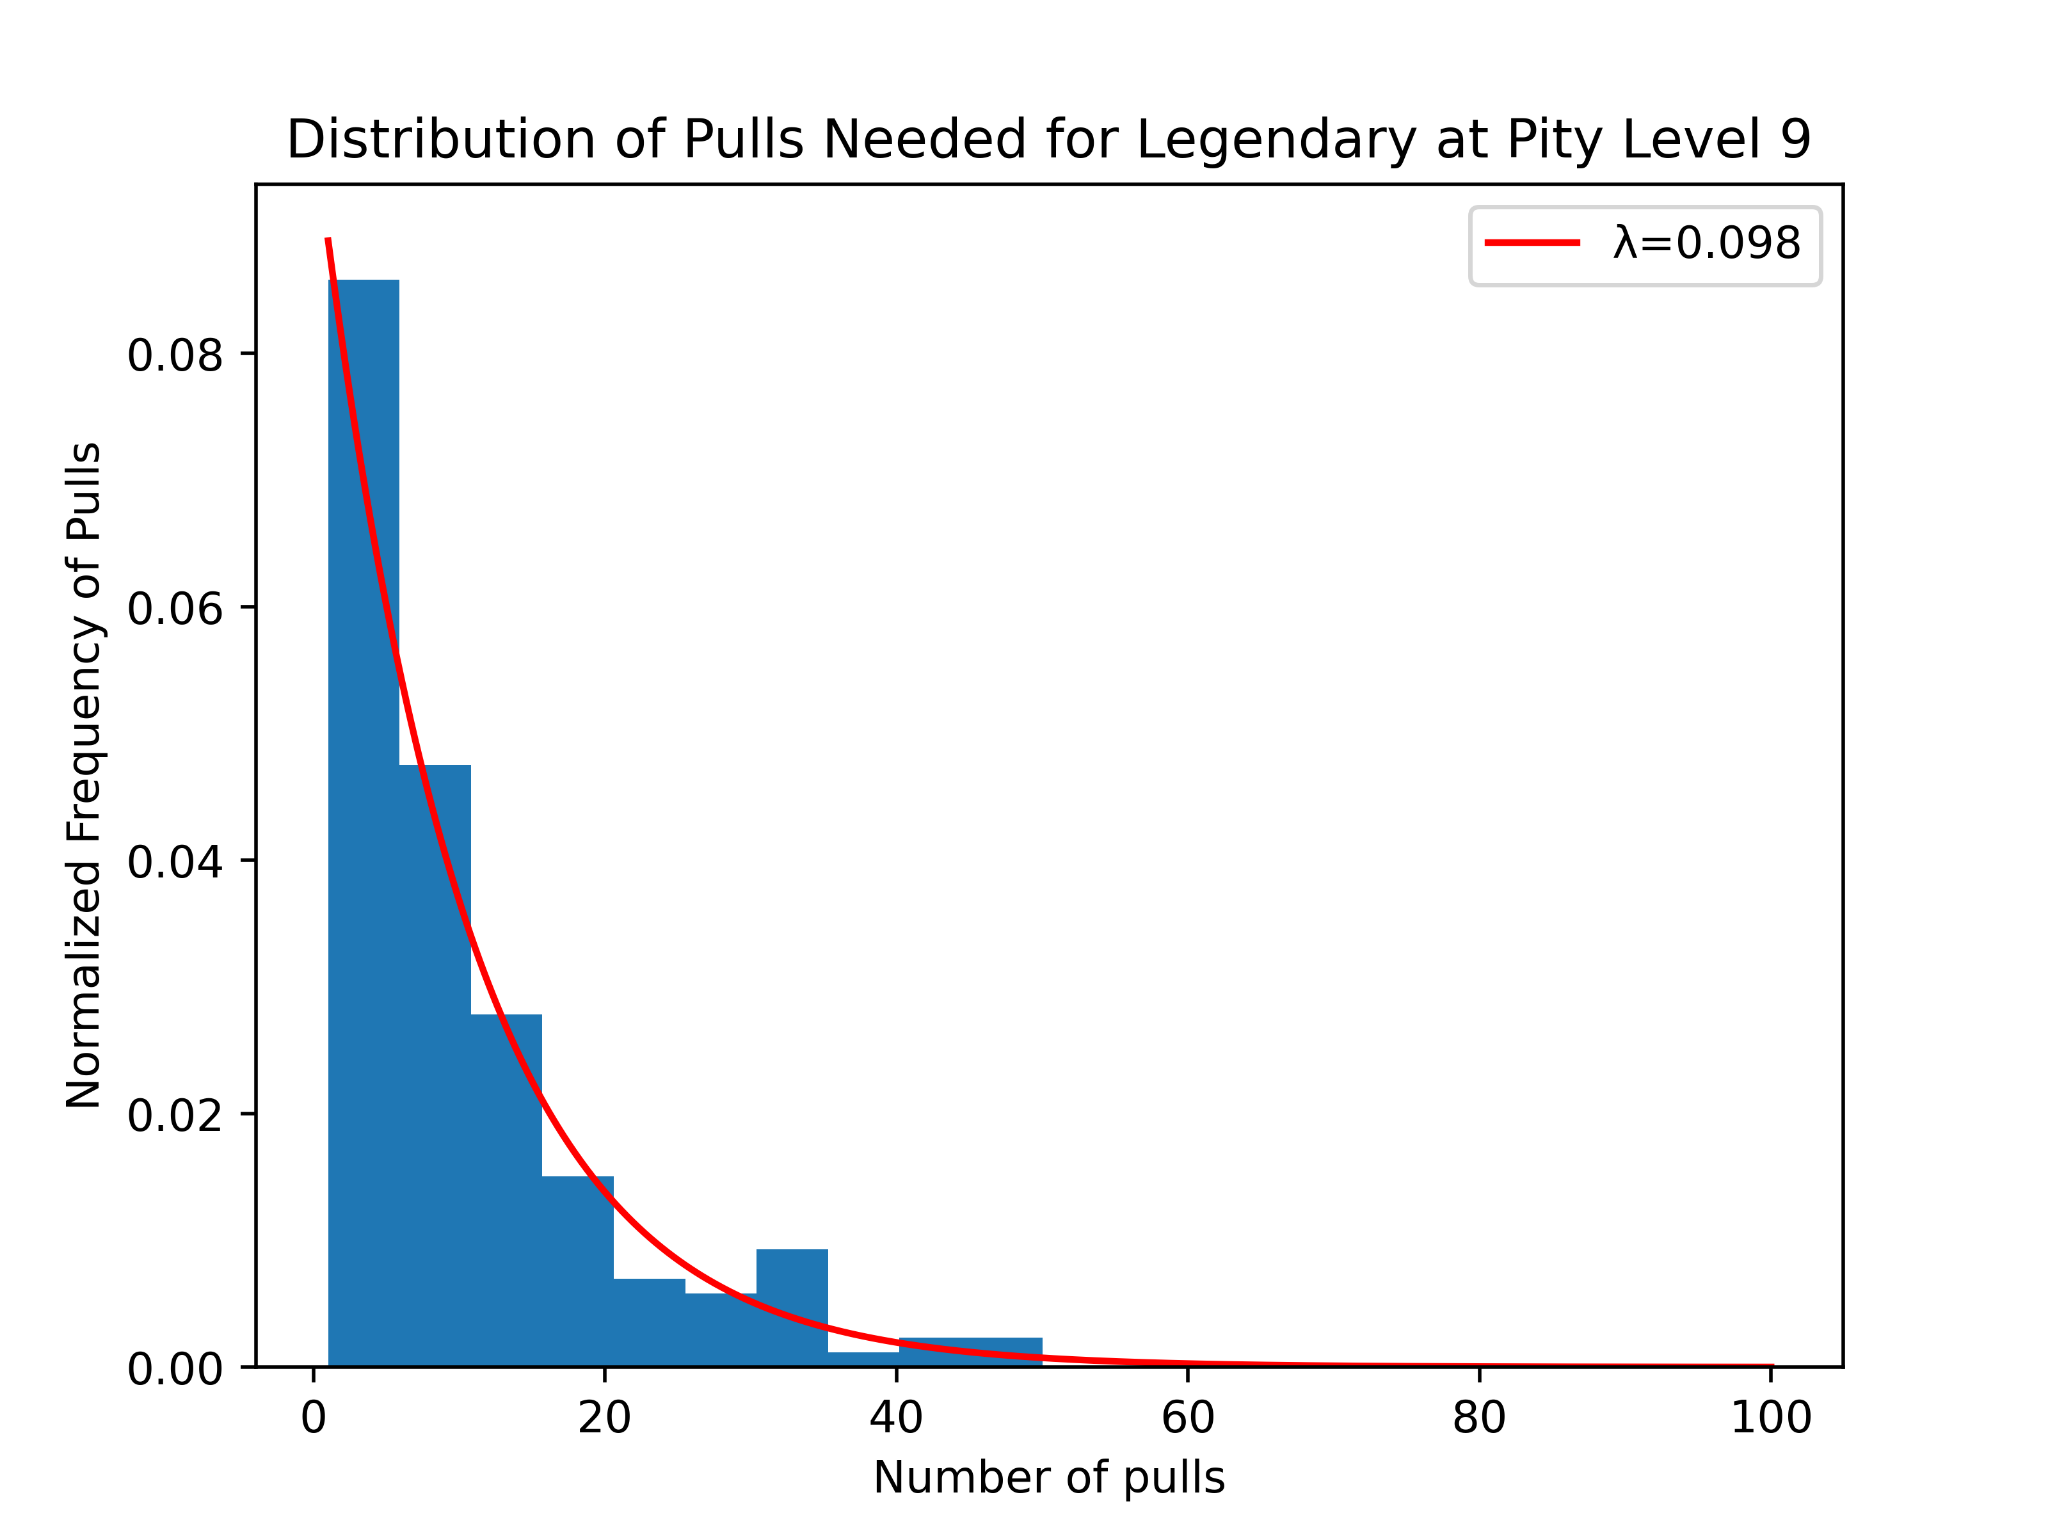 Distribution of Pulls Needed for Legendary at Pity Level 9
λ=0.098
Normalized Frequency of Pulls
0.08
0.06
0.04
0.02
0.00
0 20 40 60 80 100
Number of pulls